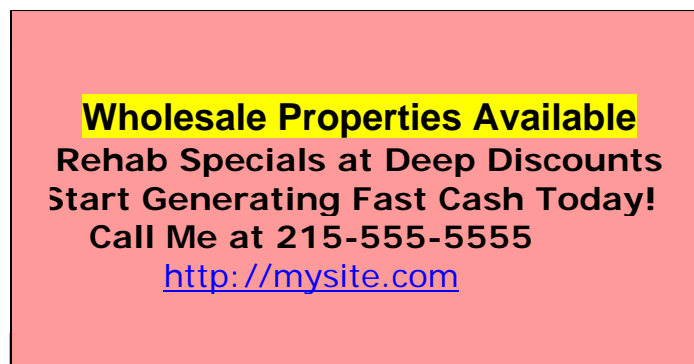 Wholesale Properties Available
Rehab Specials at Deep Discounts
Start Generating Fast Cash Today!
Call Me at 215-555-5555
http://mysite.com